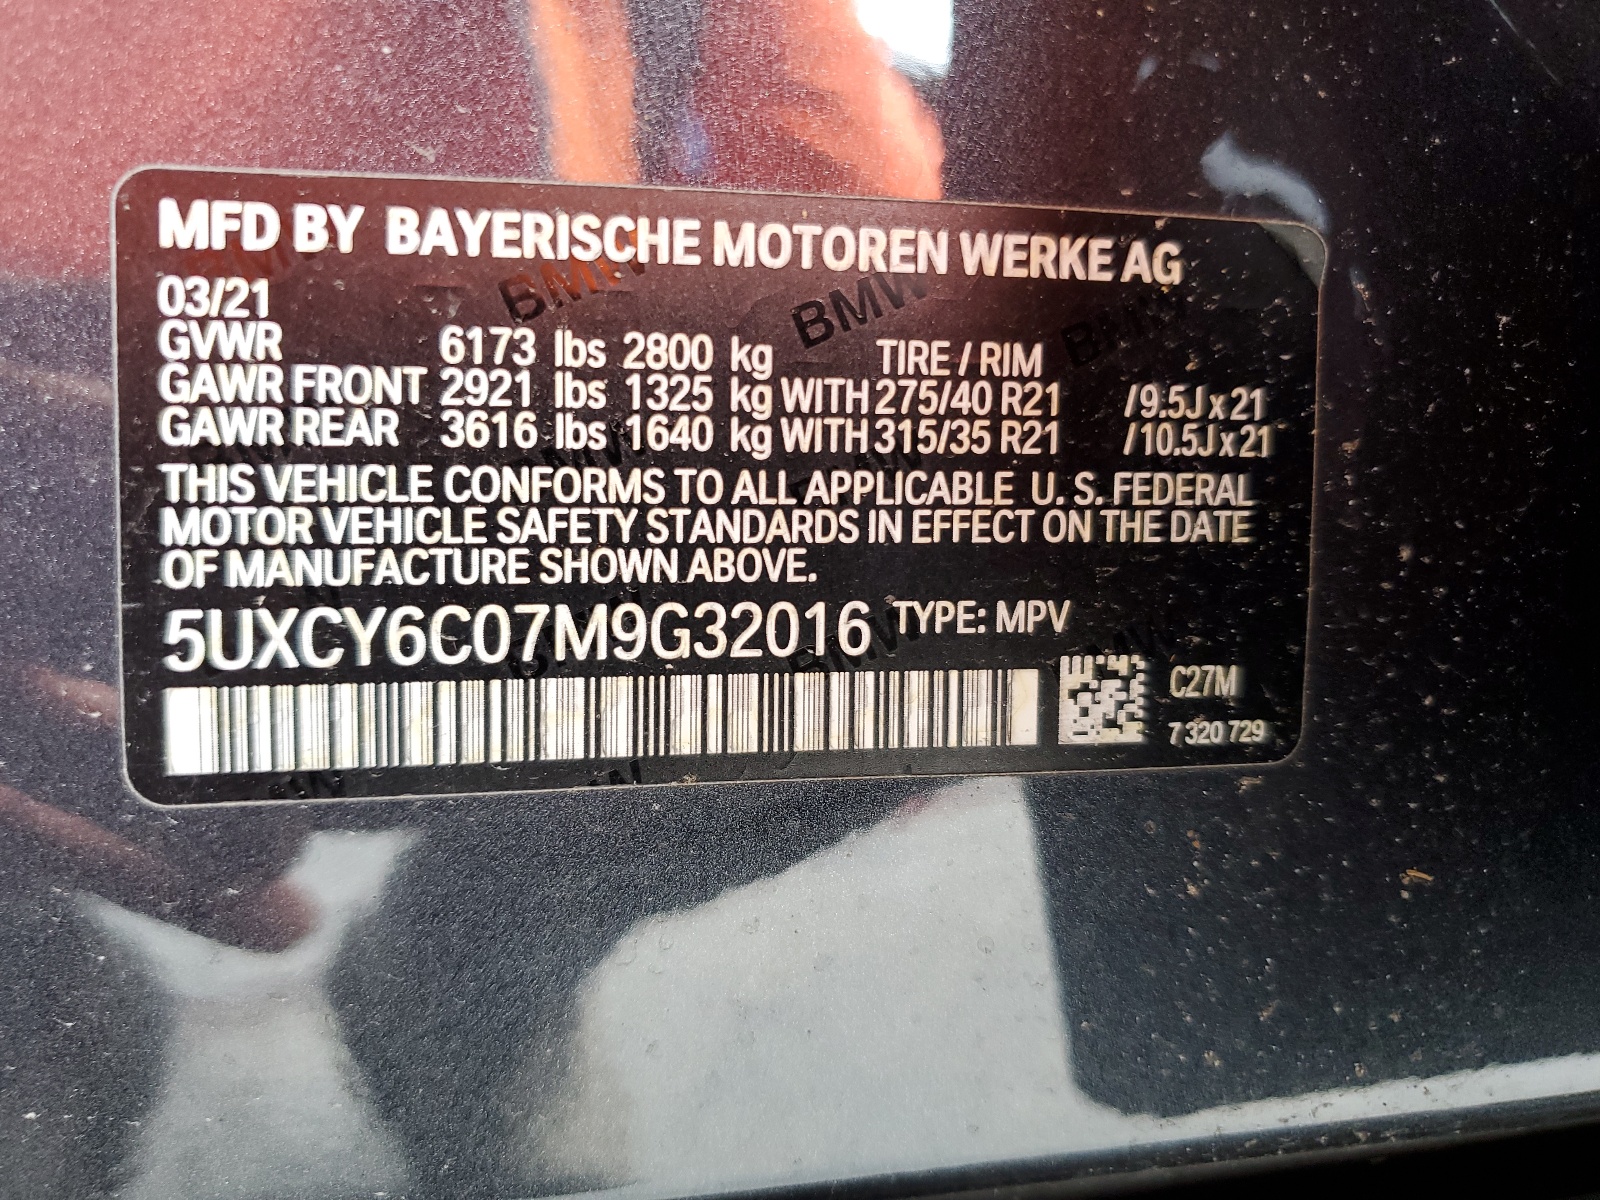 MFD BY BAYERISCHE MOTOREN WERKE AG
03/21
GVWR 6173 lbs 2800 kg TIRE / RIM
GAWR FRONT 2921 lbs 1325 kg WITH 275/40 R21 /9.5J x 21
GAWR REAR 3616 lbs 1640 kg WITH 315/35 R21 /10.5J x 21
THIS VEHICLE CONFORMS TO ALL APPLICABLE U. S. FEDERAL
MOTOR VEHICLE SAFETY STANDARDS IN EFFECT ON THE DATE
OF MANUFACTURE SHOWN ABOVE.
5UXCY6C07M9G32016 TYPE: MPV
C27M
7 320 729
BMW
BMW
BMW